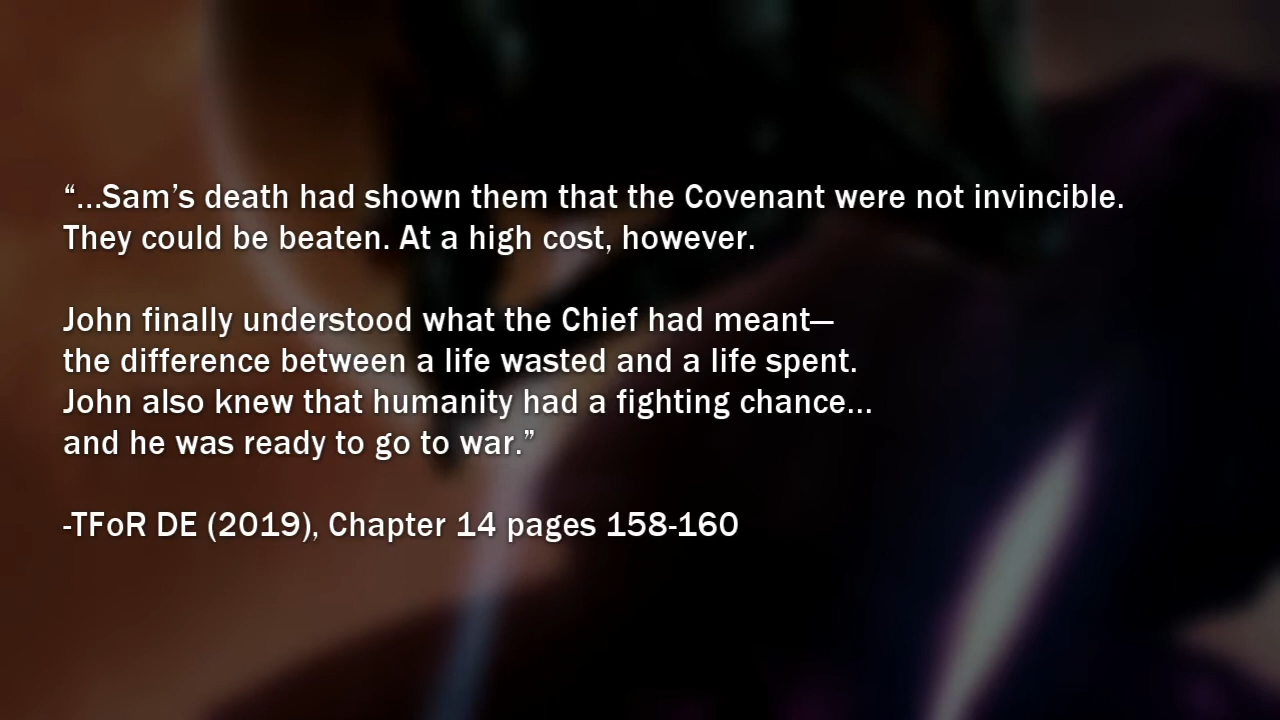 “...Sam’s death had shown them that the Covenant were not invincible.
They could be beaten. At a high cost, however.
John finally understood what the Chief had meant—
the difference between a life wasted and a life spent.
John also knew that humanity had a fighting chance...
and he was ready to go to war.”
-TFoR DE (2019), Chapter 14 pages 158-160